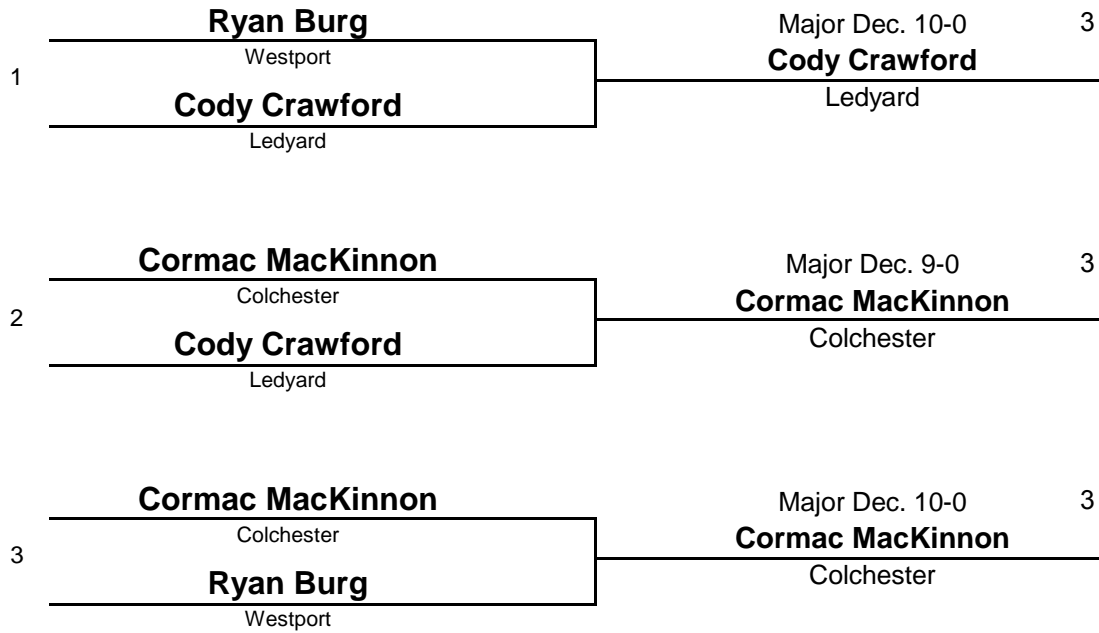 Ryan Burg
Westport
1
Cody Crawford
Ledyard
Major Dec. 10-0 3
Cody Crawford
Ledyard
Cormac MacKinnon
Colchester
2
Cody Crawford
Ledyard
Major Dec. 9-0 3
Cormac MacKinnon
Colchester
Cormac MacKinnon
Colchester
3
Ryan Burg
Westport
Major Dec. 10-0 3
Cormac MacKinnon
Colchester